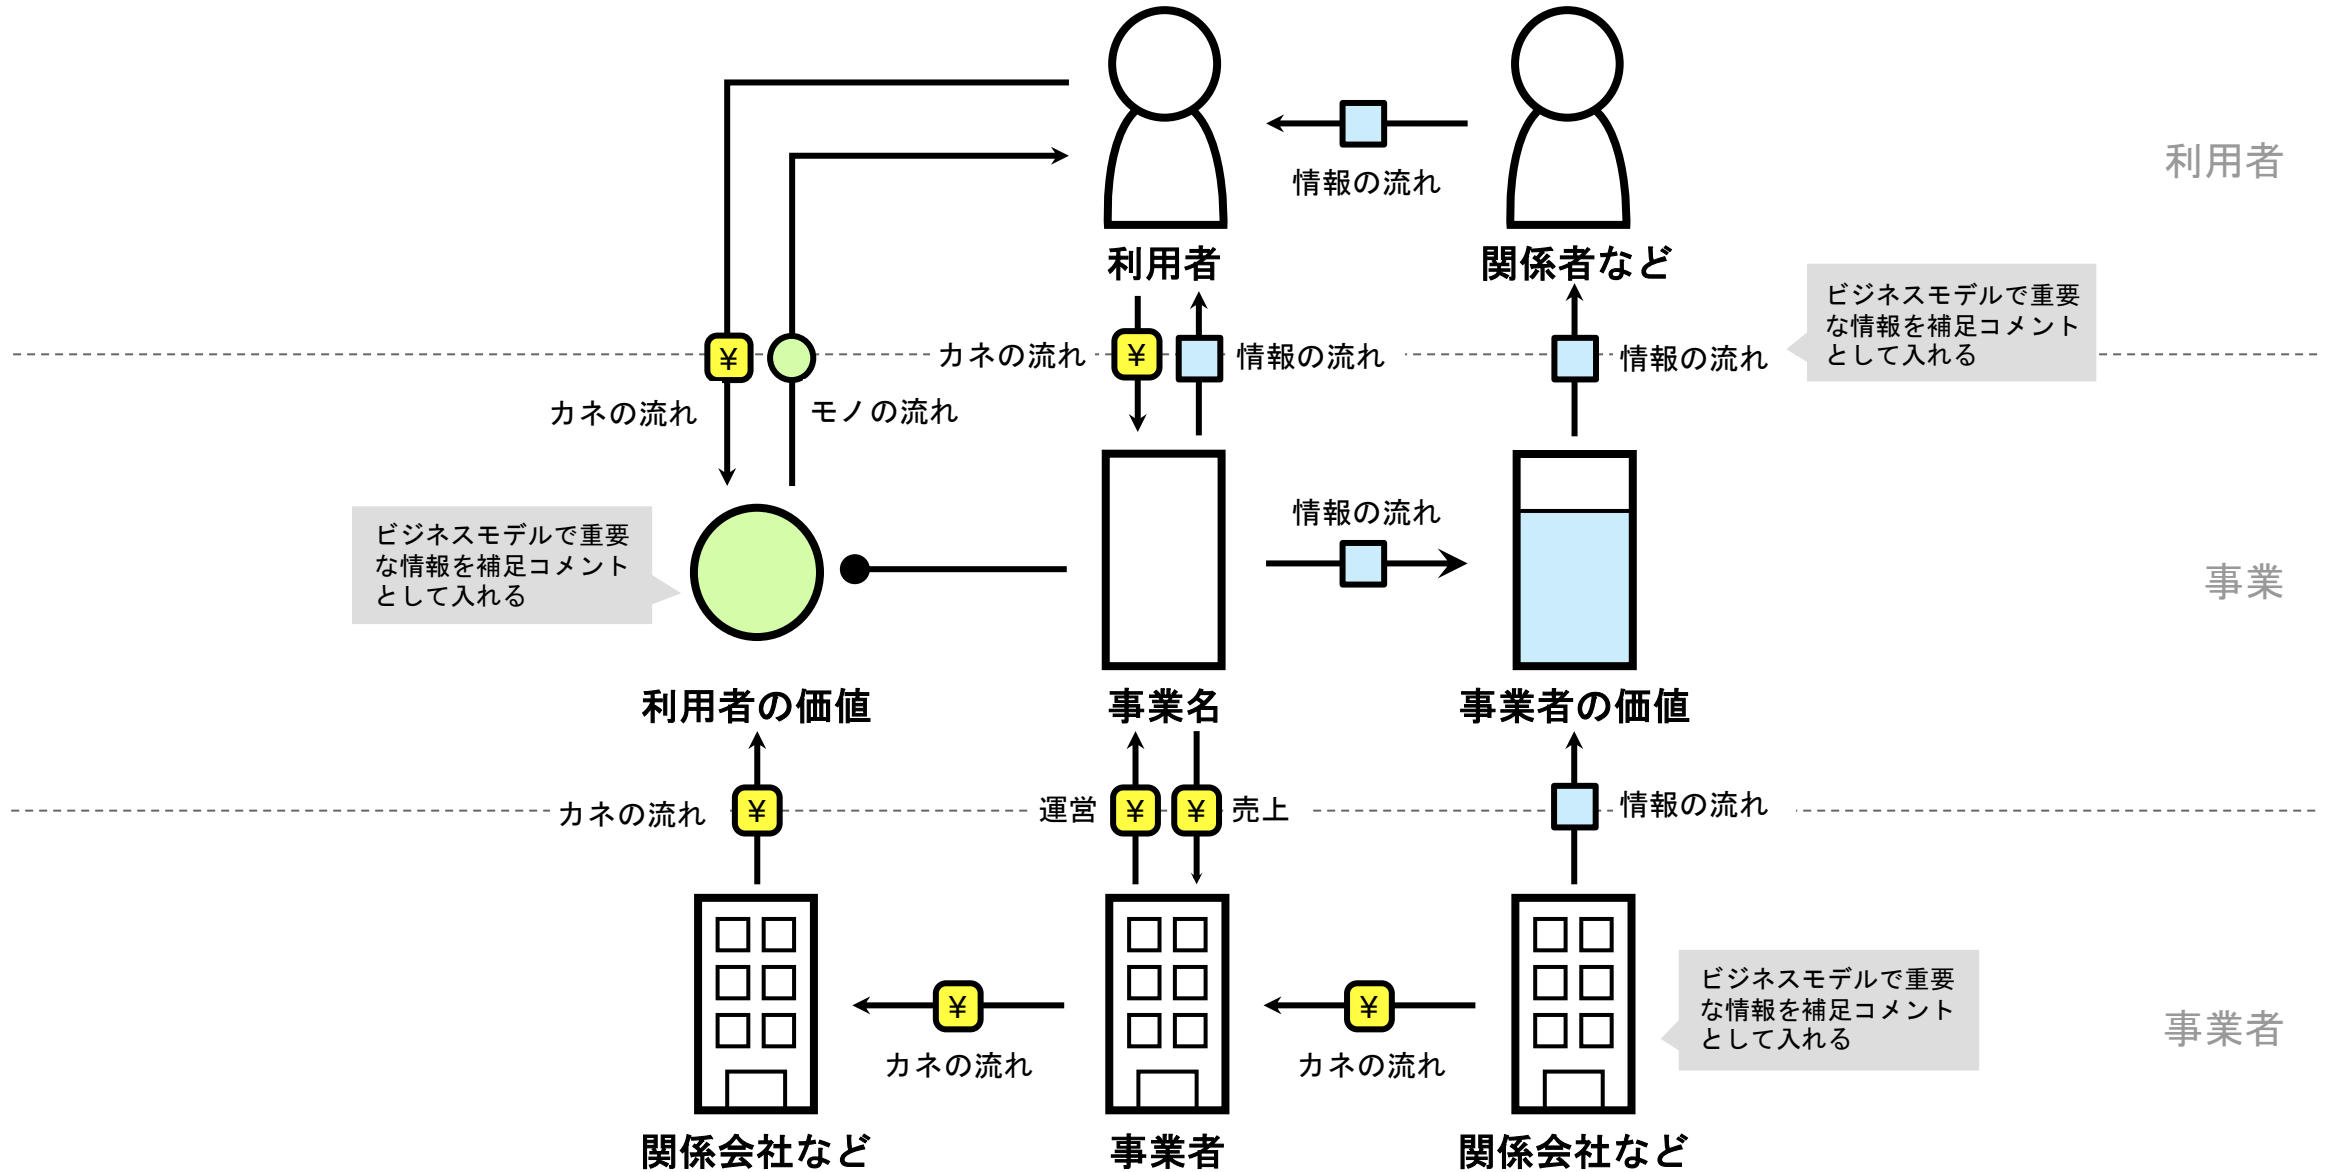 情報の流れ
利用者
利用者
関係者など
ビジネスモデルで重要
な情報を補足コメント
として入れる
¥
カネの流れ
¥
情報の流れ
情報の流れ
カネの流れ
モノの流れ
ビジネスモデルで重要
な情報を補足コメント
として入れる
情報の流れ
事業
利用者の価値
事業名
事業者の価値
カネの流れ
¥
運営
¥
¥
売上
情報の流れ
¥
カネの流れ
¥
カネの流れ
ビジネスモデルで重要
な情報を補足コメント
として入れる
事業者
関係会社など
事業者
関係会社など